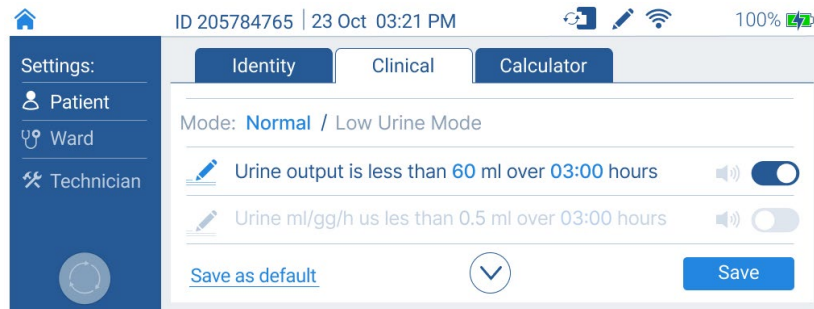 ID 205784765 | 23 Oct 03:21 PM 100%
Settings:
Patient
Ward
Technician
Identity Clinical Calculator
Mode: Normal / Low Urine Mode
Urine output is less than 60 ml over 03:00 hours
Urine ml/gg/h us les than 0.5 ml over 03:00 hours
Save as default Save